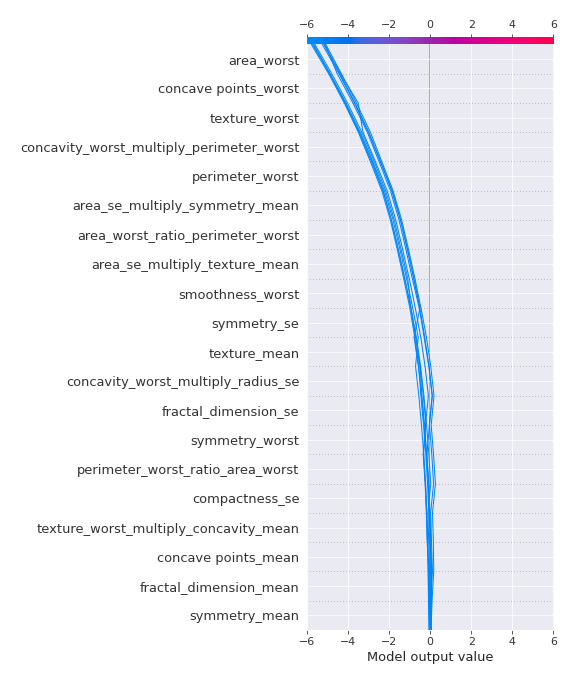 −6 −4 −2 0 2 4 6
area_worst
concave points_worst
texture_worst
concavity_worst_multiply_perimeter_worst
perimeter_worst
area_se_multiply_symmetry_mean
area_worst_ratio_perimeter_worst
area_se_multiply_texture_mean
smoothness_worst
symmetry_se
texture_mean
concavity_worst_multiply_radius_se
fractal_dimension_se
symmetry_worst
perimeter_worst_ratio_area_worst
compactness_se
texture_worst_multiply_concavity_mean
concave points_mean
fractal_dimension_mean
symmetry_mean
−6 −4 −2 0 2 4 6
Model output value